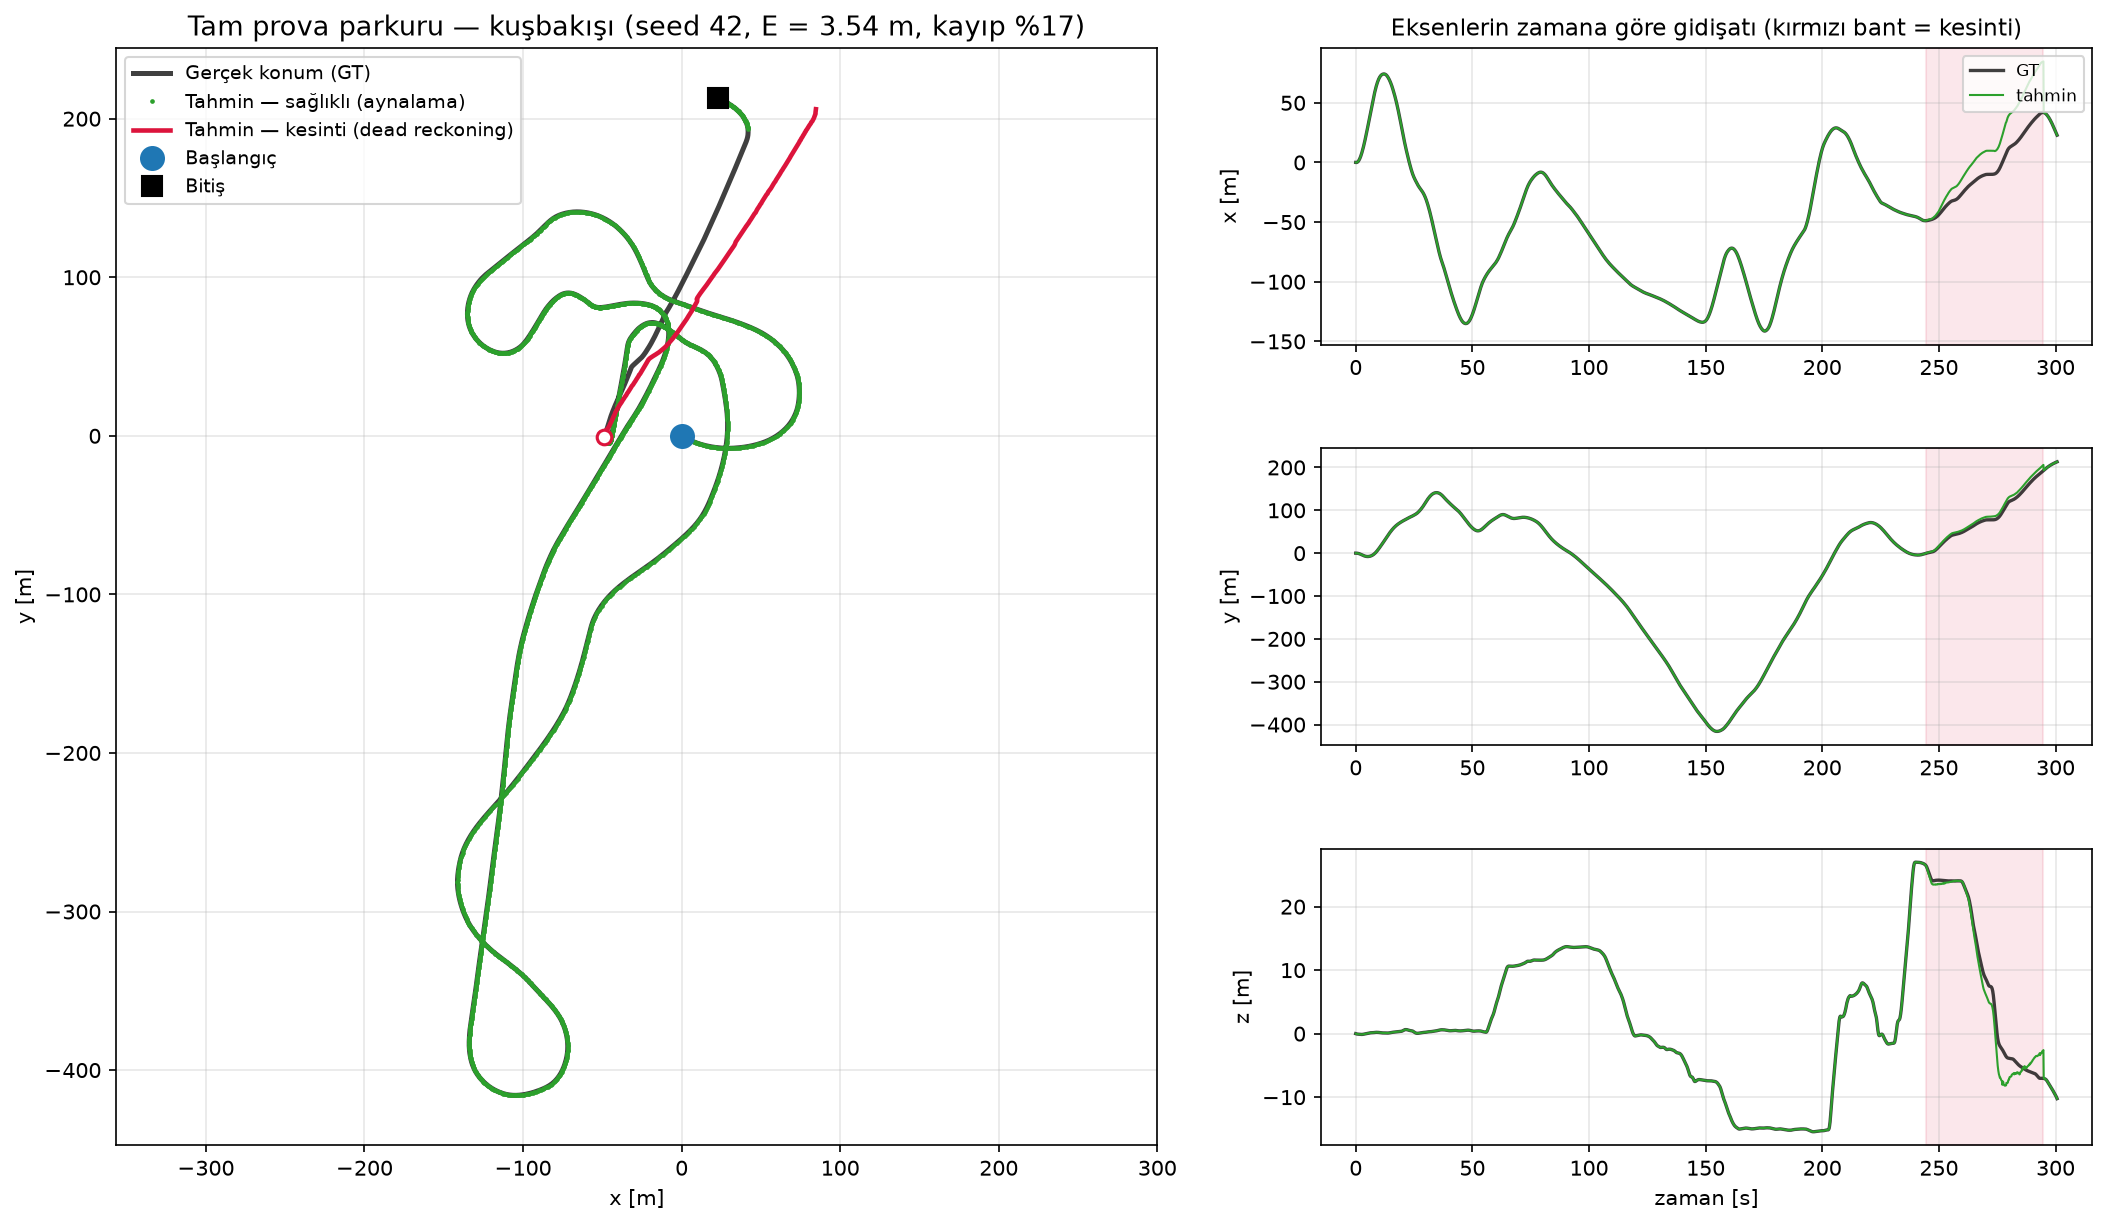 Tam prova parkuru — kuşbakışı (seed 42, E = 3.54 m, kayıp %17)
Gerçek konum (GT)
Tahmin — sağlıklı (aynalama)
Tahmin — kesinti (dead reckoning)
Başlangıç
Bitiş
200
100
0
−100
−200
−300
−400
y [m]
−300 −200 −100 0 100 200 300
x [m]
Eksenlerin zamana göre gidişatı (kırmızı bant = kesinti)
GT
tahmin
50
0
−50
−100
−150
x [m]
0 50 100 150 200 250 300
200
100
0
−100
−200
−300
−400
y [m]
0 50 100 150 200 250 300
20
10
0
−10
z [m]
0 50 100 150 200 250 300
zaman [s]